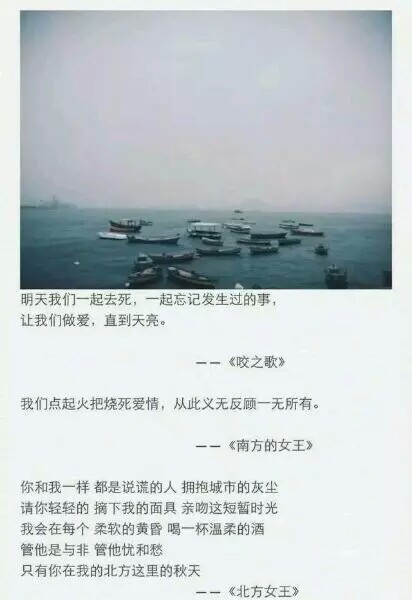 明天我们一起去死，一起忘记发生过的事，
让我们做爱，直到天亮。
——《咬之歌》
我们点起火把烧死爱情，从此义无反顾一无所有。
——《南方的女王》
你和我一样 都是说谎的人 拥抱城市的灰尘
请你轻轻的 摘下我的面具 亲吻这短暂时光
我会在每个 柔软的黄昏 喝一杯温柔的酒
管他是与非 管他忧和愁
只有你在我的北方这里的秋天
——《北方女王》